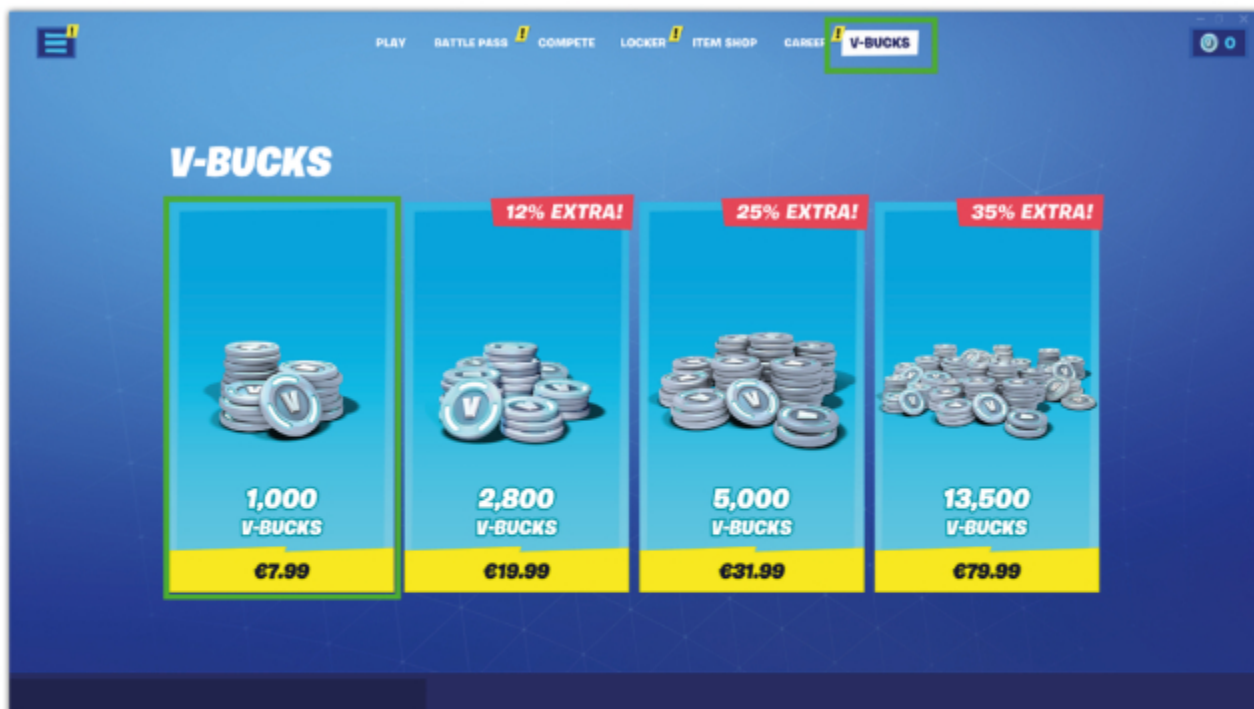 !
PLAY BATTLE PASS ! COMPETE LOCKER ! ITEM SHOP CAREER ! V-BUCKS
0
V-BUCKS
12% EXTRA! 25% EXTRA! 35% EXTRA!
1,000 2,800 5,000 13,500
V-BUCKS V-BUCKS V-BUCKS V-BUCKS
€7.99 €19.99 €31.99 €79.99